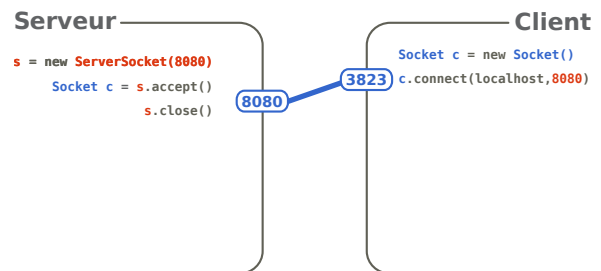 Serveur
s = new ServerSocket(8080)
Socket c = s.accept()
s.close()
8080
Client
Socket c = new Socket()
c.connect(localhost,8080)
3823